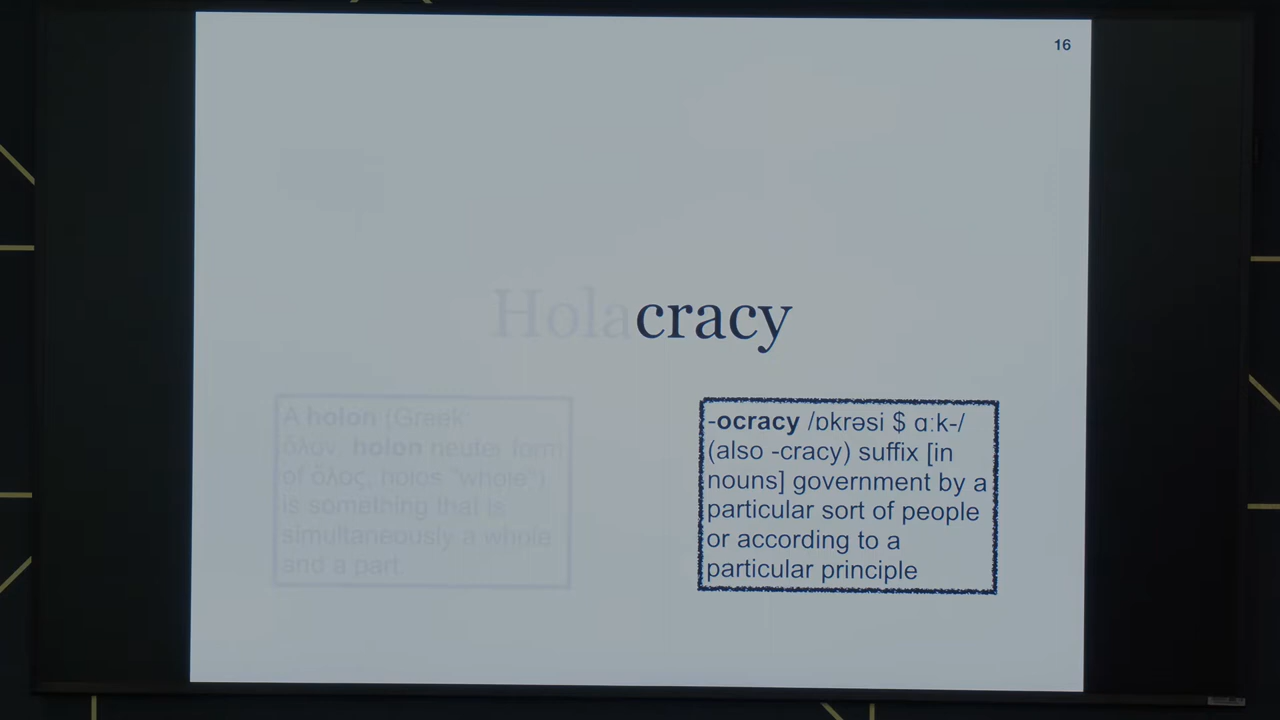 16
Holacracy
A holon (Greek
ὅλον, holon neuter form
of ὅλος, holos "whole")
is something that is
simultaneously a whole
and a part.
-ocracy /ɒkrəsi $ ɑːk-/
(also -cracy) suffix [in
nouns] government by a
particular sort of people
or according to a
particular principle